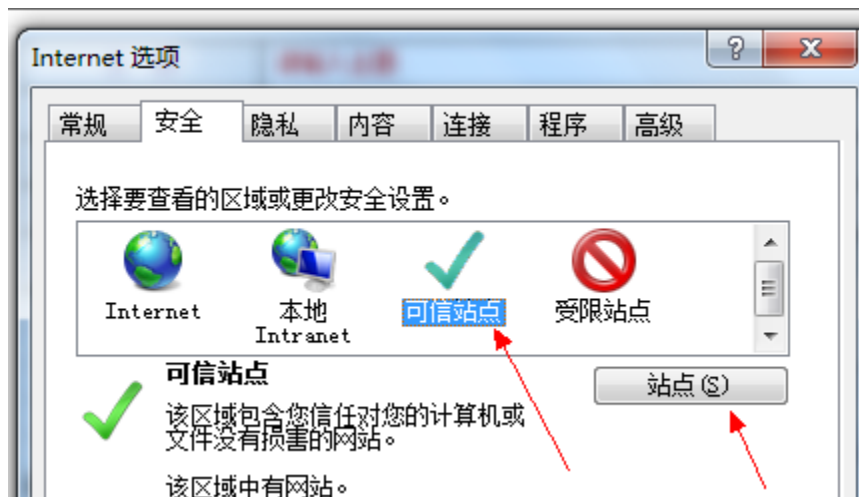 Internet 选项
常规 安全 隐私 内容 连接 程序 高级
选择要查看的区域或更改安全设置。
Internet 本地 Intranet 可信站点 受限站点
可信站点
站点(S)
该区域包含您信任对您的计算机或
文件没有损害的网站。
该区域中有网站。